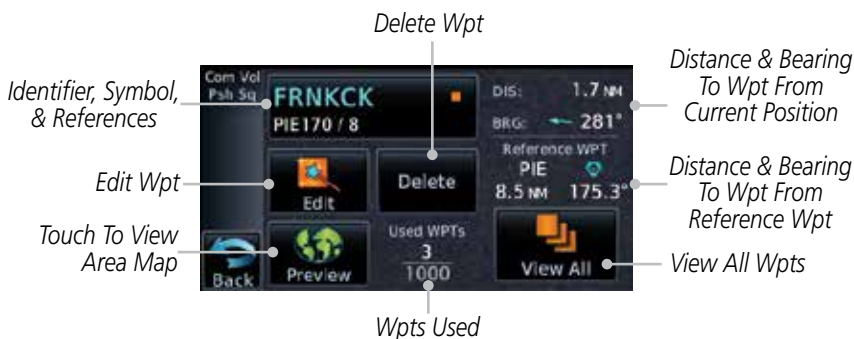 Delete Wpt
Identifier, Symbol,
& References
Edit Wpt
Touch To View
Area Map
Com Vol
Psh Sq
FRNKCK
PIE170 / 8
DIS: 1.7 NM
BRG: 281°
Reference WPT
PIE
8.5 NM 175.3°
Edit
Delete
Used WPTs
3
1000
Back
Preview
View All
Distance & Bearing
To Wpt From
Current Position
Distance & Bearing
To Wpt From
Reference Wpt
View All Wpts
Wpts Used